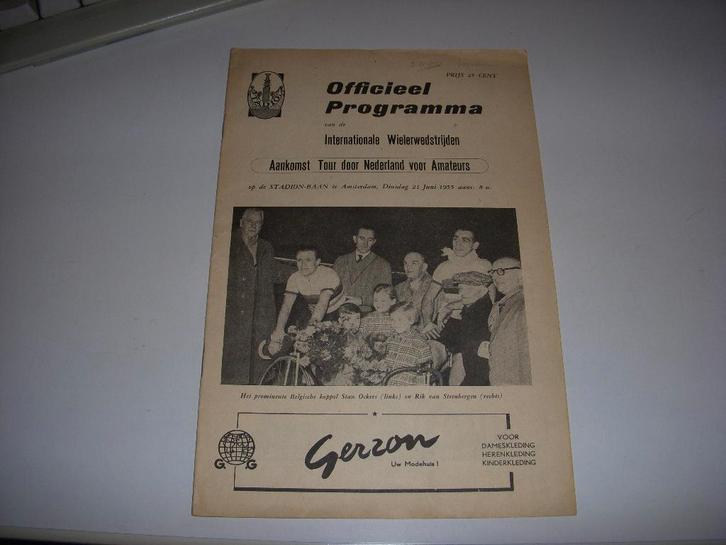 PRIJS 25 CENT
Officieel
Programma
van de
Internationale Wielerwedstrijden
Aankomst Tour door Nederland voor Amateurs
op de STADION-BAAN te Amsterdam, Dinsdag 21 Juni 1955 aanv. 8 u.
Het prominente Belgische koppel Stan Ockers (links) en Rik van Steenbergen (rechts)
G G
Gerzon
Uw Modehuis!
VOOR
DAMESKLEDING
HERENKLEDING
KINDERKLEDING